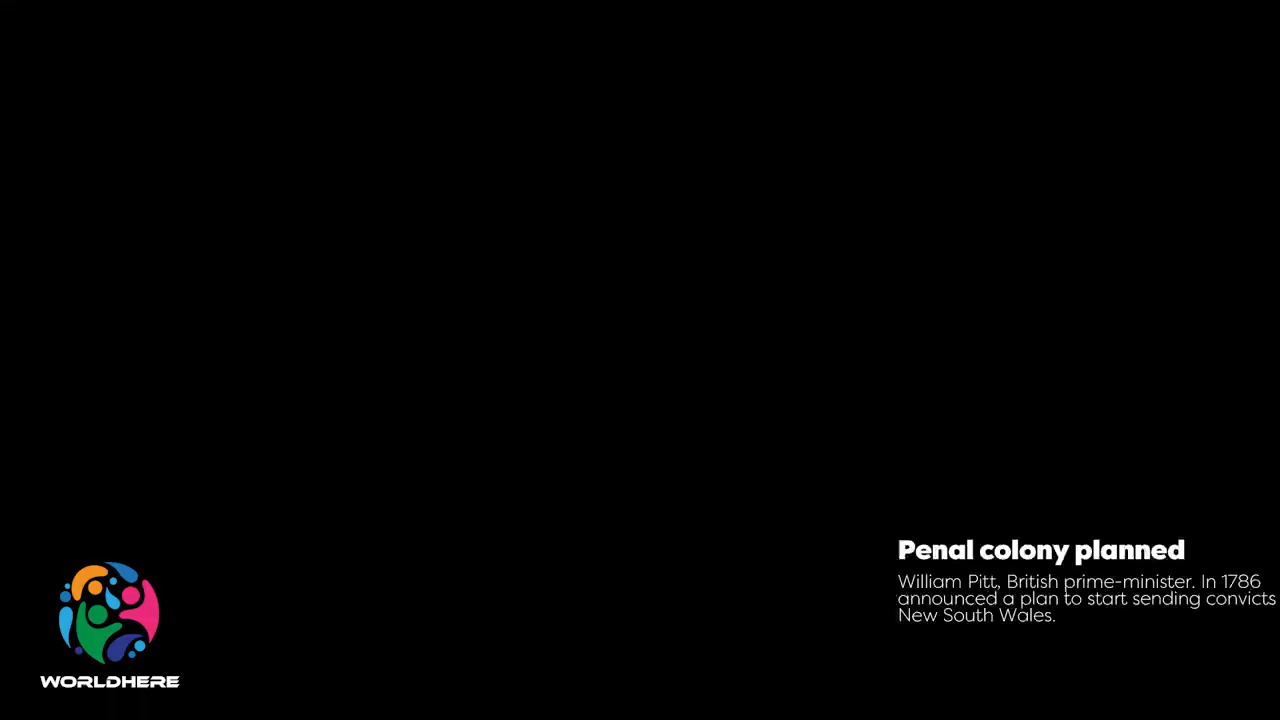 Penal colony planned
William Pitt, British prime-minister. In 1786
announced a plan to start sending convicts
New South Wales.
WORLDHERE